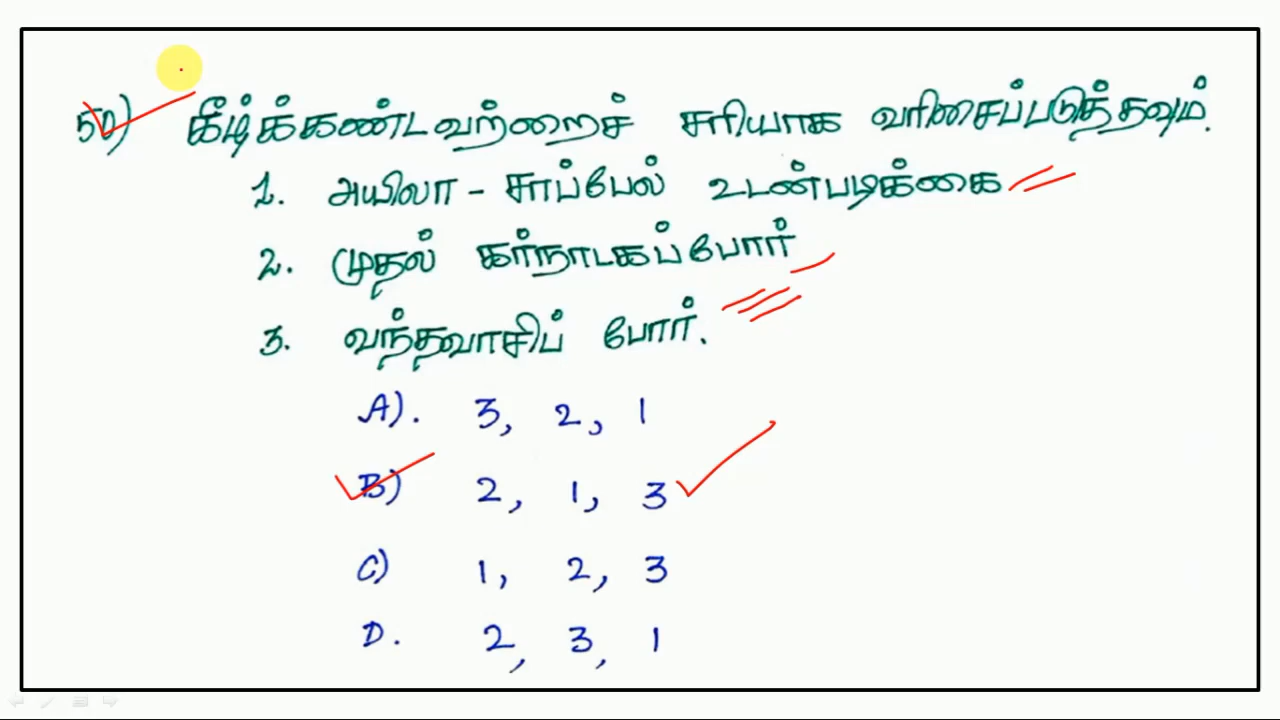 50) கீழ்க்கண்டவற்றைச் சரியாக வரிசைப்படுத்தவும்.
1. அயிலா - சாப்பேல் உடன்படிக்கை
2. முதல் கர்நாடகப்போர்
3. வந்தவாசிப் போர்.
A). 3, 2, 1
B) 2, 1, 3
C) 1, 2, 3
D. 2, 3, 1